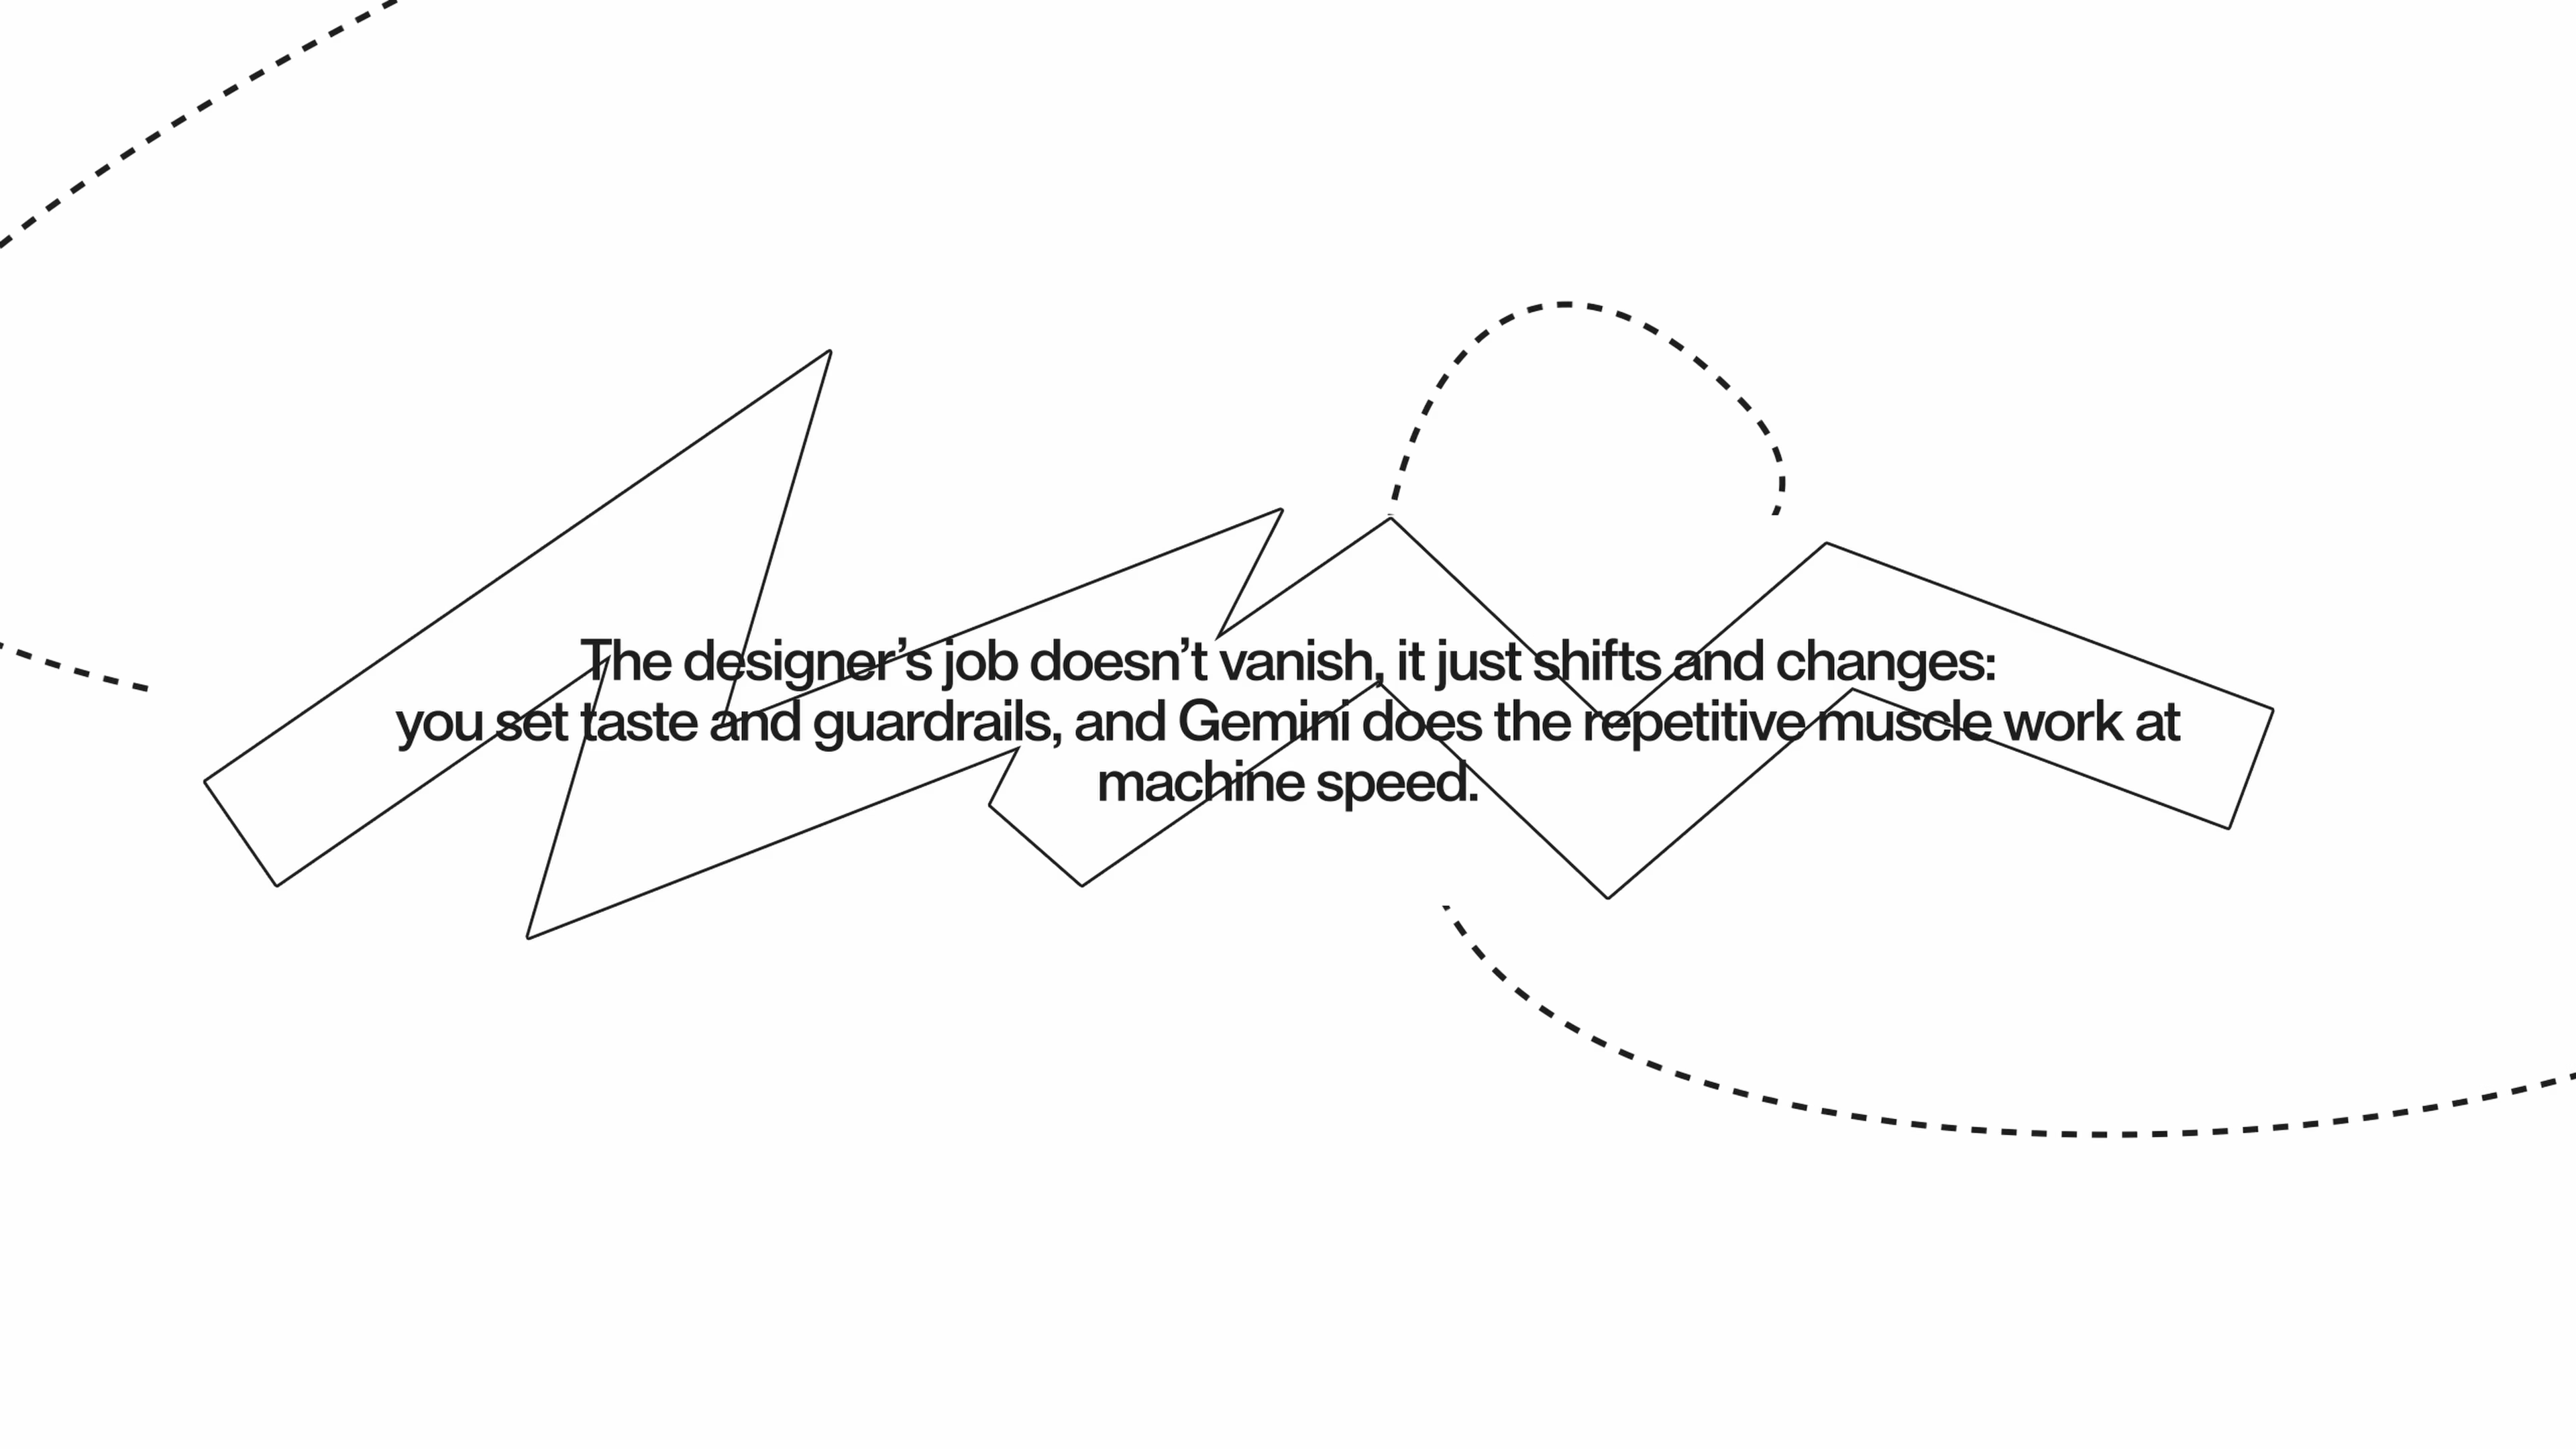 The designer’s job doesn’t vanish, it just shifts and changes:
you set taste and guardrails, and Gemini does the repetitive muscle work at
machine speed.